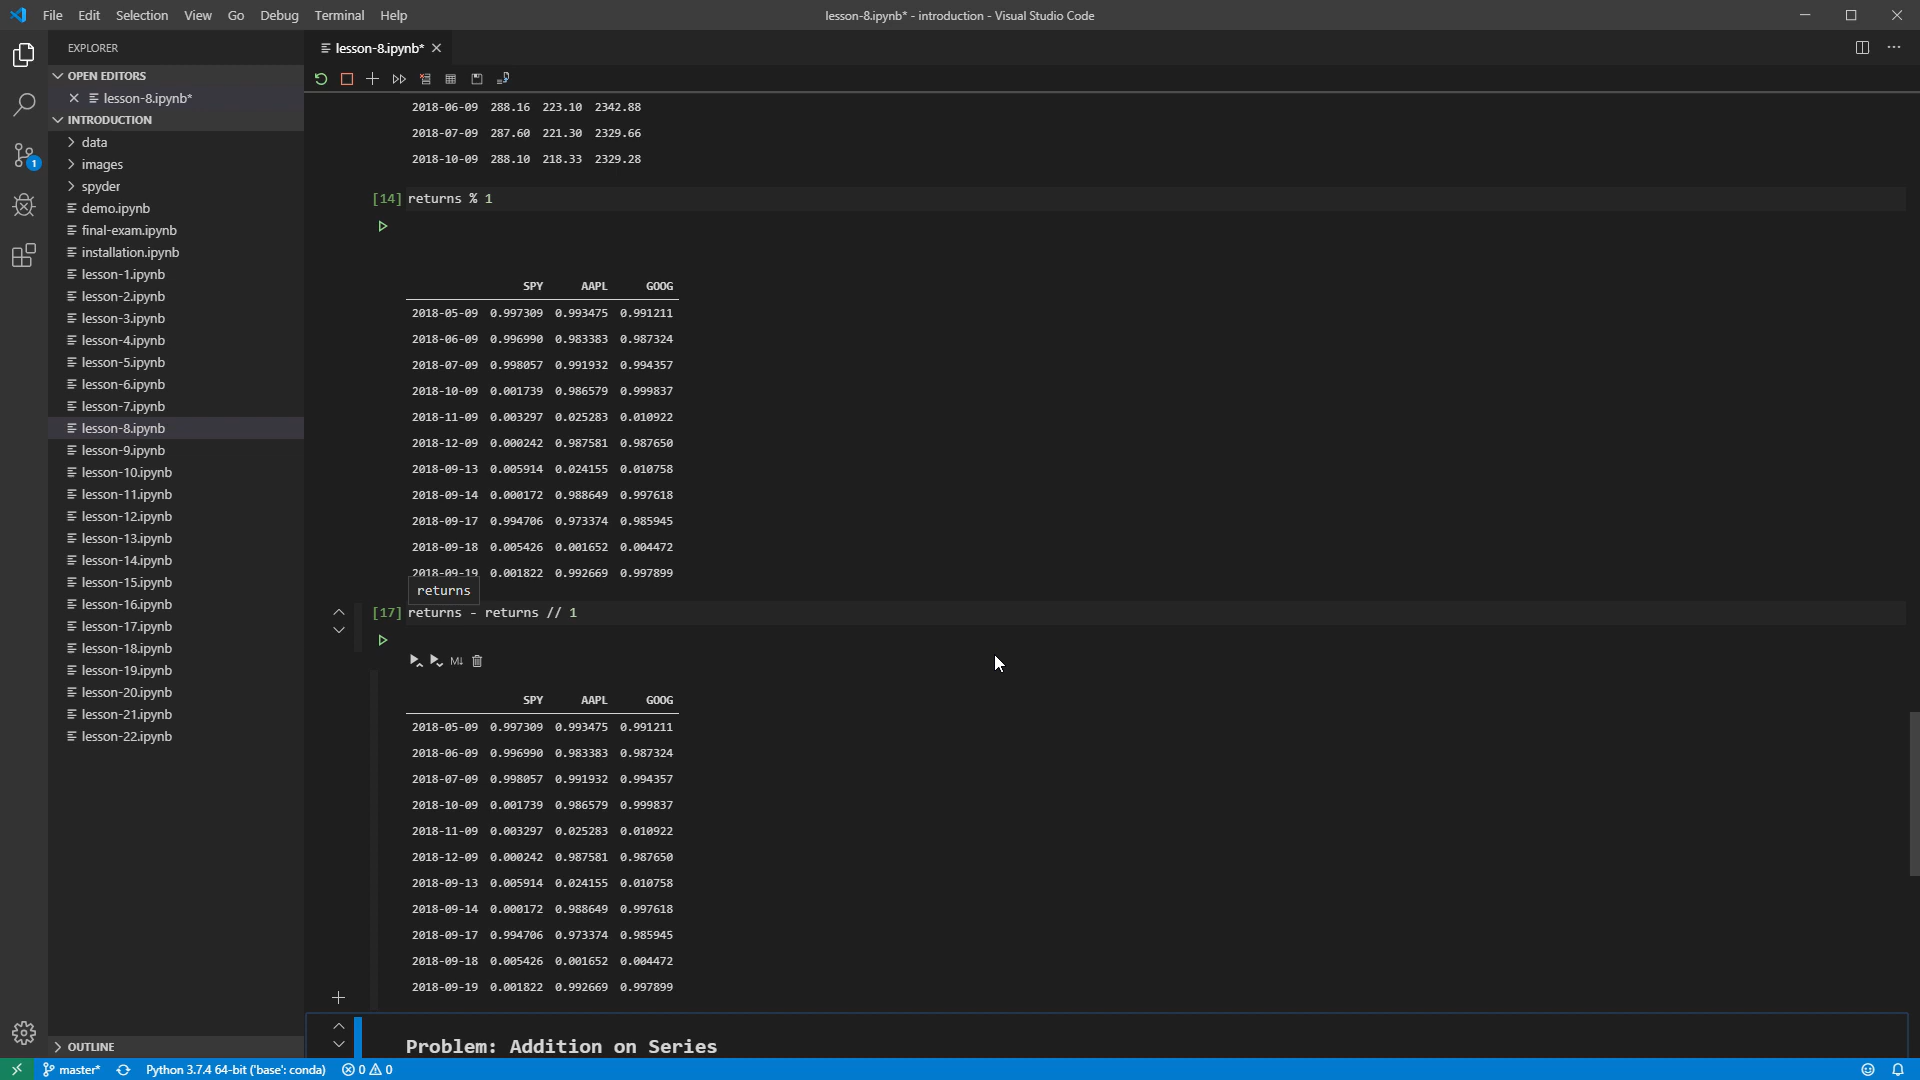 File Edit Selection View Go Debug Terminal Help
lesson-8.ipynb* - introduction - Visual Studio Code
EXPLORER
OPEN EDITORS
lesson-8.ipynb*
INTRODUCTION
data
images
spyder
demo.ipynb
final-exam.ipynb
installation.ipynb
lesson-1.ipynb
lesson-2.ipynb
lesson-3.ipynb
lesson-4.ipynb
lesson-5.ipynb
lesson-6.ipynb
lesson-7.ipynb
lesson-8.ipynb
lesson-9.ipynb
lesson-10.ipynb
lesson-11.ipynb
lesson-12.ipynb
lesson-13.ipynb
lesson-14.ipynb
lesson-15.ipynb
lesson-16.ipynb
lesson-17.ipynb
lesson-18.ipynb
lesson-19.ipynb
lesson-20.ipynb
lesson-21.ipynb
lesson-22.ipynb
OUTLINE
1
lesson-8.ipynb*
2018-06-09 288.16 223.10 2342.88
2018-07-09 287.60 221.30 2329.66
2018-10-09 288.10 218.33 2329.28
[14] returns % 1
SPY AAPL GOOG
2018-05-09 0.997309 0.993475 0.991211
2018-06-09 0.996990 0.983383 0.987324
2018-07-09 0.998057 0.991932 0.994357
2018-10-09 0.001739 0.986579 0.999837
2018-11-09 0.003297 0.025283 0.010922
2018-12-09 0.000242 0.987581 0.987650
2018-09-13 0.005914 0.024155 0.010758
2018-09-14 0.000172 0.988649 0.997618
2018-09-17 0.994706 0.973374 0.985945
2018-09-18 0.005426 0.001652 0.004472
2018-09-19 0.001822 0.992669 0.997899
returns
[17] returns - returns // 1
M↓
SPY AAPL GOOG
2018-05-09 0.997309 0.993475 0.991211
2018-06-09 0.996990 0.983383 0.987324
2018-07-09 0.998057 0.991932 0.994357
2018-10-09 0.001739 0.986579 0.999837
2018-11-09 0.003297 0.025283 0.010922
2018-12-09 0.000242 0.987581 0.987650
2018-09-13 0.005914 0.024155 0.010758
2018-09-14 0.000172 0.988649 0.997618
2018-09-17 0.994706 0.973374 0.985945
2018-09-18 0.005426 0.001652 0.004472
2018-09-19 0.001822 0.992669 0.997899
Problem: Addition on Series
master* Python 3.7.4 64-bit ('base': conda) 0 0